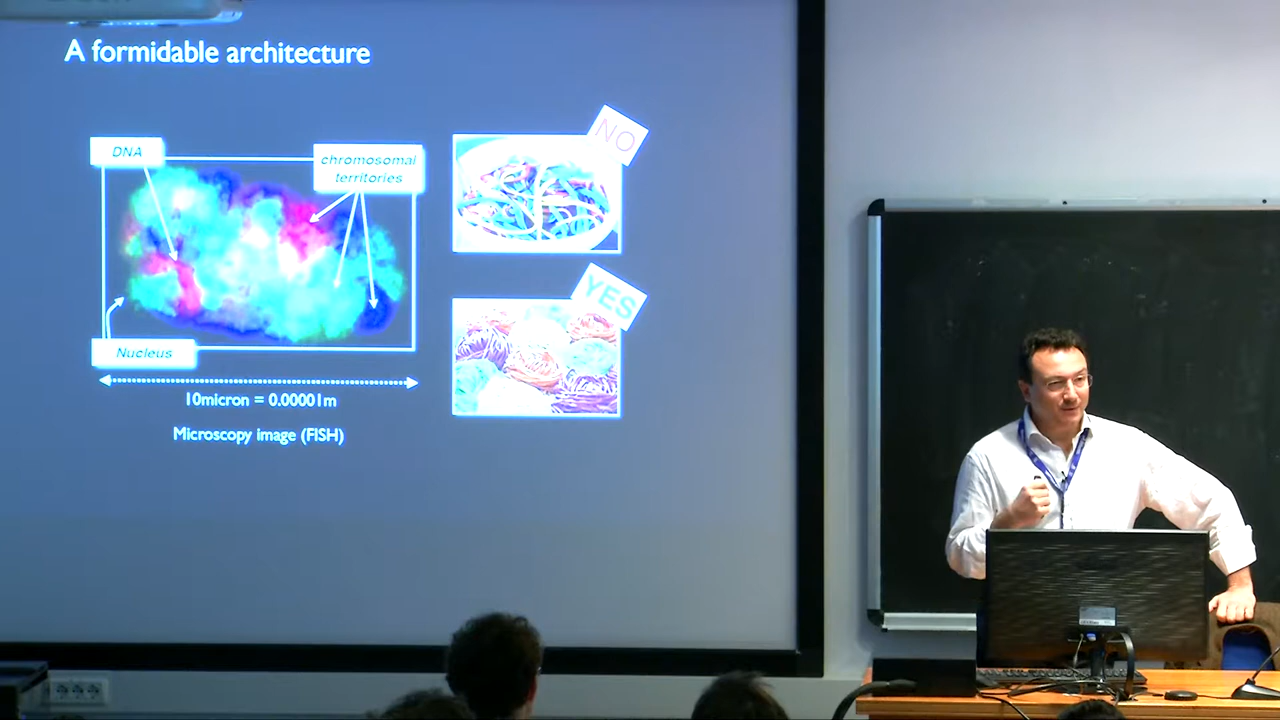 A formidable architecture
DNA
chromosomal
territories
NO
YES
Nucleus
10micron = 0.00001m
Microscopy image (FISH)